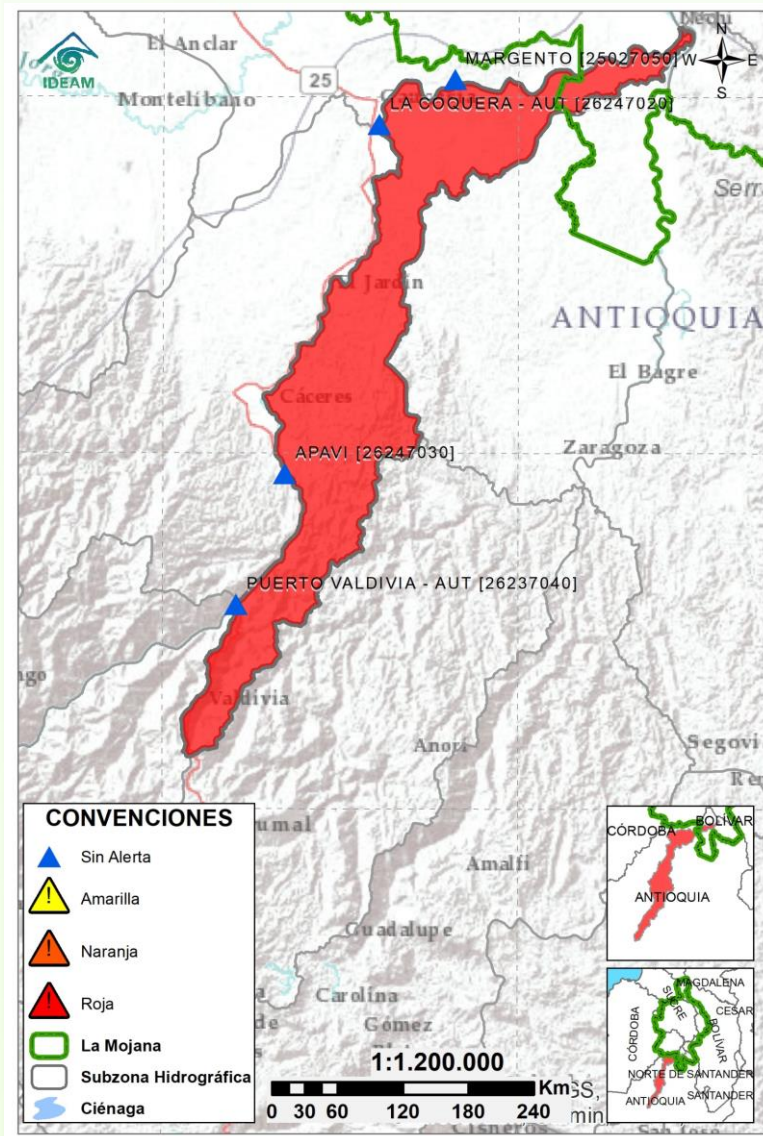 Nechí
N
W E
S
El Anclar
IDEAM
MARGENTO [25027050]
25
Montelíbano
LA COQUERA - AUT [26247020]
El Jardín
ANTIOQUIA
El Bagre
Cáceres
Zaragoza
APAVI [26247030]
PUERTO VALDIVIA - AUT [26237040]
Valdivia
Anorí
Segovi
CONVENCIONES
Sin Alerta
Amarilla
Naranja
Roja
La Mojana
Subzona Hidrográfica
Ciénaga
Amalfi
Guadalupe
Carolina
Gómez
1:1.200.000
Km
0 30 60 120 180 240
Cisneros
BOLÍVAR
CÓRDOBA
ANTIOQUIA
MAGDALENA
SUCRE
CESAR
BOLÍVAR
CÓRDOBA
NORTE DE SANTANDER
SANTANDER
ANTIOQUIA